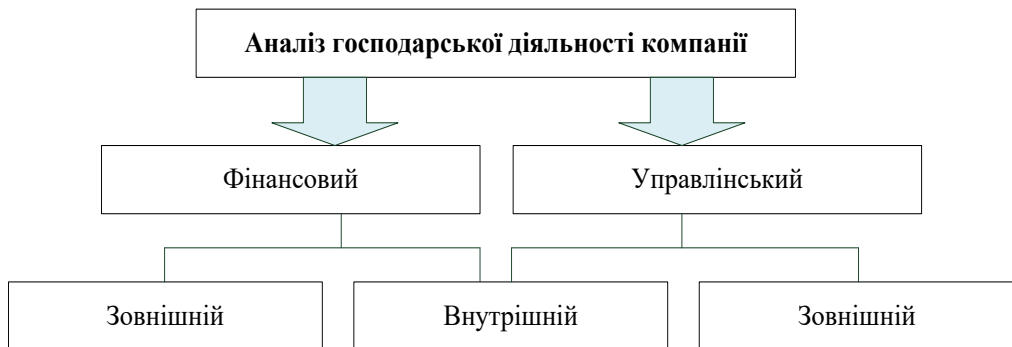 Аналіз господарської діяльності компанії
Фінансовий
Управлінський
Зовнішній
Внутрішній
Зовнішній